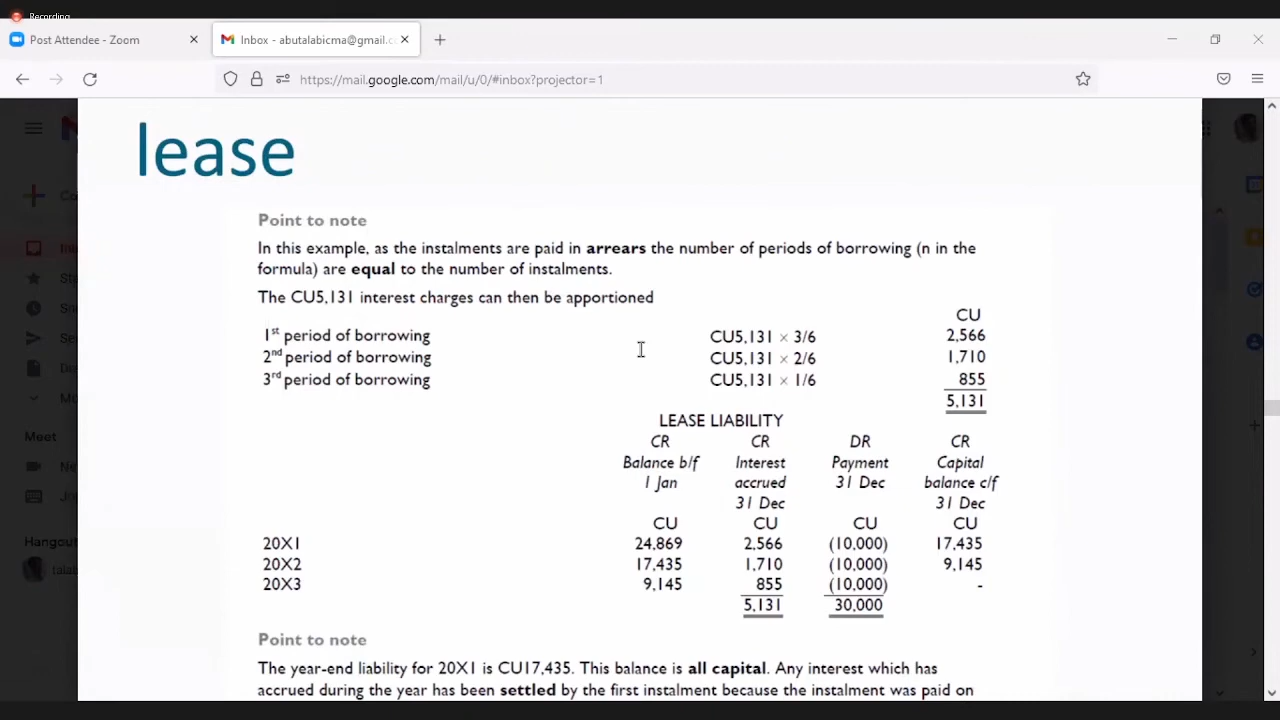 Recording
Post Attendee - Zoom
Inbox - abutalabicma@gmail.c
https://mail.google.com/mail/u/0/#inbox?projector=1
lease
Point to note
In this example, as the instalments are paid in arrears the number of periods of borrowing (n in the
formula) are equal to the number of instalments.
The CU5,131 interest charges can then be apportioned
CU
1st period of borrowing CU5,131 × 3/6 2,566
2nd period of borrowing CU5,131 × 2/6 1,710
3rd period of borrowing CU5,131 × 1/6 855
5,131
LEASE LIABILITY
CR CR DR CR
Balance b/f Interest Payment Capital
1 Jan accrued 31 Dec balance c/f
31 Dec 31 Dec
CU CU CU CU
20X1 24,869 2,566 (10,000) 17,435
20X2 17,435 1,710 (10,000) 9,145
20X3 9,145 855 (10,000) -
5,131 30,000
Point to note
The year-end liability for 20X1 is CU17,435. This balance is all capital. Any interest which has
accrued during the year has been settled by the first instalment because the instalment was paid on
Meet
Hangout